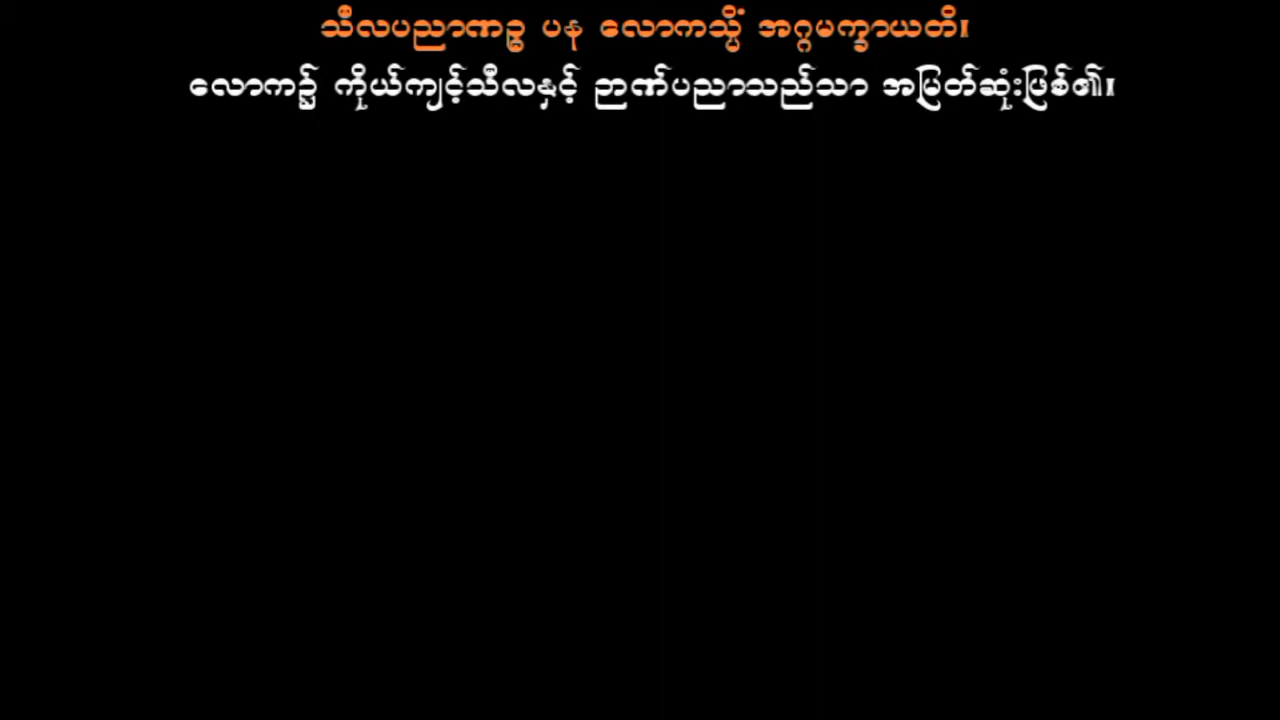 သီလပညာဏဉ္စ ပန လောကသ္မိံ အဂ္ဂမက္ခာယတိ၊
လောက၌ ကိုယ်ကျင့်သီလနှင့် ဉာဏ်ပညာသည်သာ အမြတ်ဆုံးဖြစ်၏၊